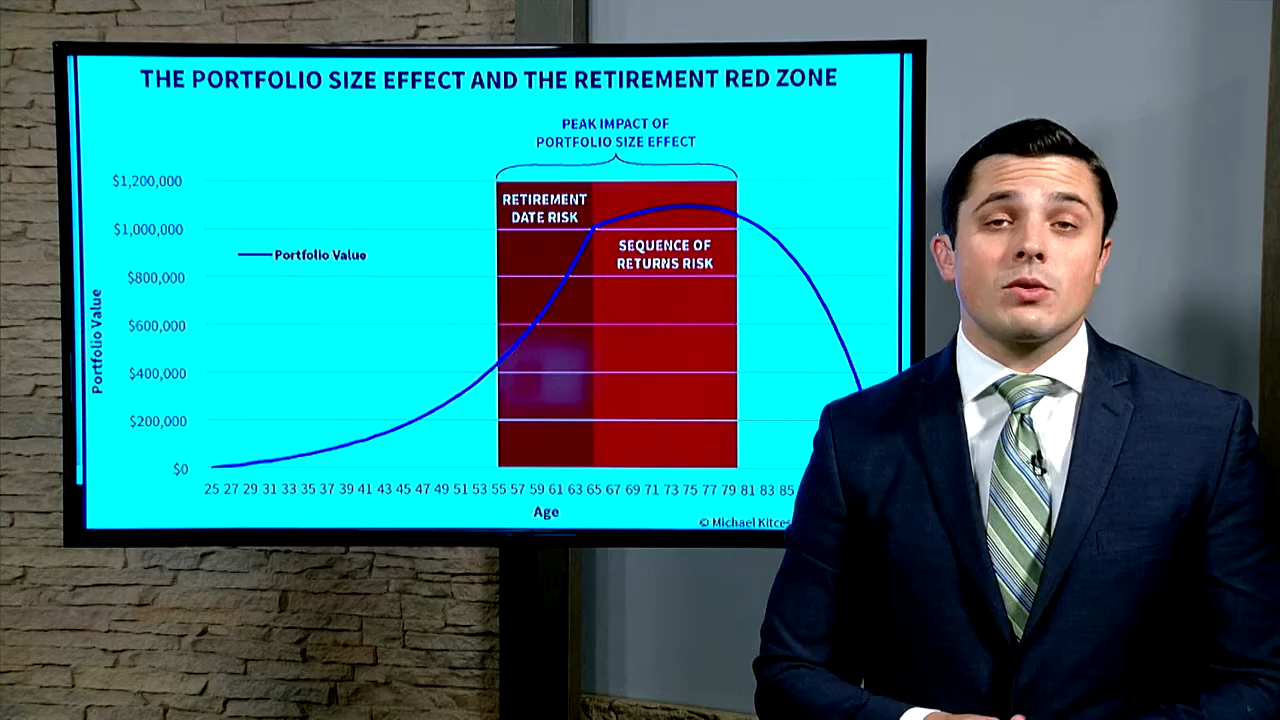 THE PORTFOLIO SIZE EFFECT AND THE RETIREMENT RED ZONE
PEAK IMPACT OF
PORTFOLIO SIZE EFFECT
$1,200,000
$1,000,000
$800,000
$600,000
$400,000
$200,000
$0
Portfolio Value
Portfolio Value
RETIREMENT
DATE RISK
SEQUENCE OF
RETURNS RISK
25 27 29 31 33 35 37 39 41 43 45 47 49 51 53 55 57 59 61 63 65 67 69 71 73 75 77 79 81 83 85
Age
© Michael Kitces